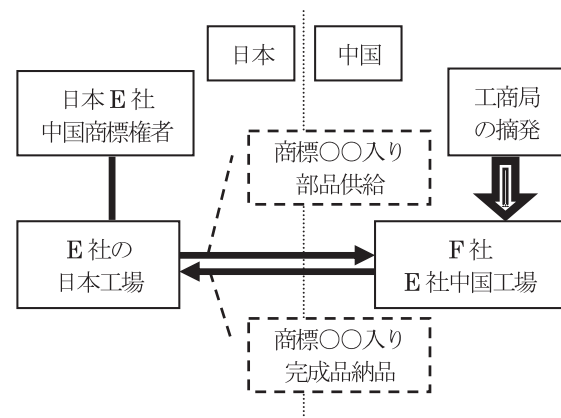 日本
中国
日本E社
中国商標権者
工商局
の摘発
商標○○入り
部品供給
E社の
日本工場
F社
E社中国工場
商標○○入り
完成品納品